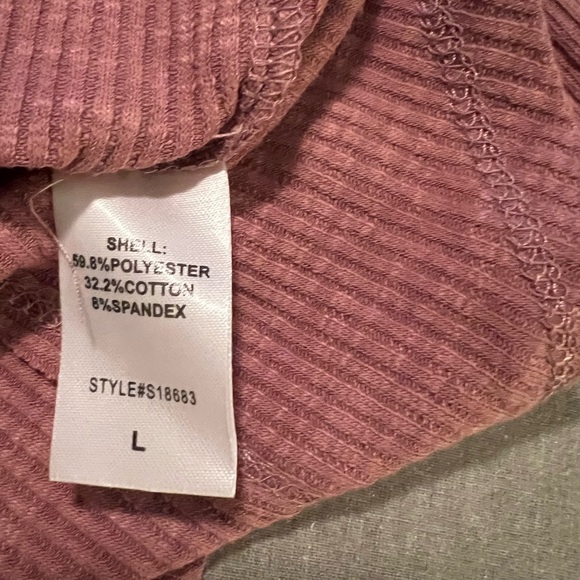 SHELL:
59.8%POLYESTER
32.2%COTTON
8%SPANDEX
STYLE#S18683
L